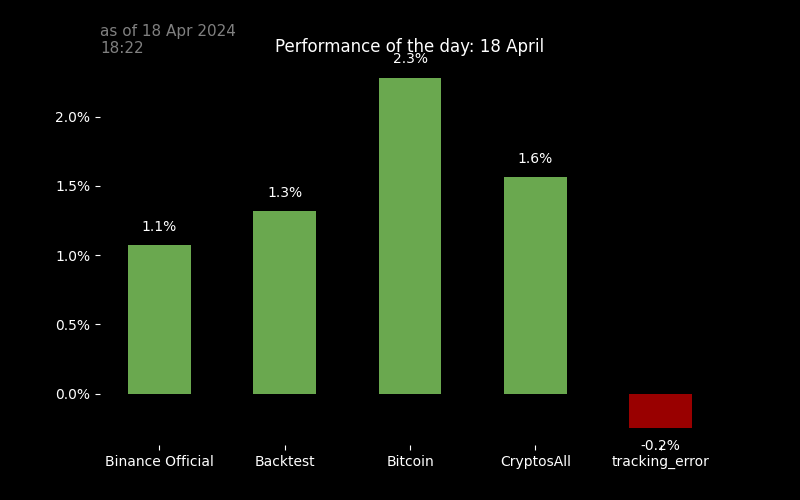 as of 18 Apr 2024
18:22
Performance of the day: 18 April
2.3%
2.0%
1.6%
1.5%
1.3%
1.1%
1.0%
0.5%
0.0%
-0.2%
Binance Official
Backtest
Bitcoin
CryptosAll
tracking_error